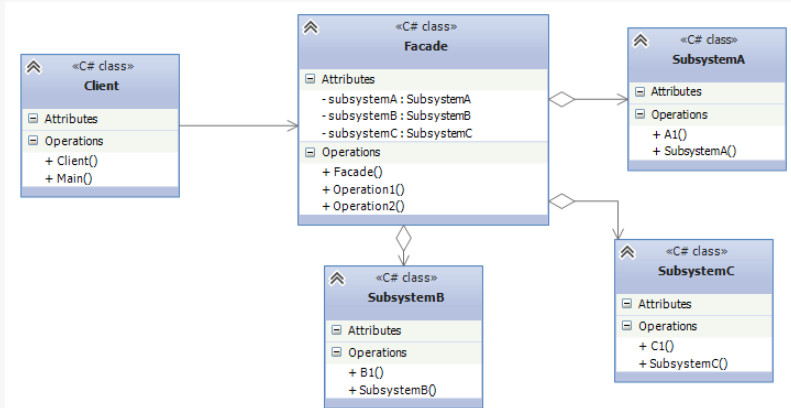 «C# class»
Client
Attributes
Operations
+ Client()
+ Main()
«C# class»
Facade
Attributes
- subsystemA : SubsystemA
- subsystemB : SubsystemB
- subsystemC : SubsystemC
Operations
+ Facade()
+ Operation1()
+ Operation2()
«C# class»
SubsystemA
Attributes
Operations
+ A1()
+ SubsystemA()
«C# class»
SubsystemB
Attributes
Operations
+ B1()
+ SubsystemB()
«C# class»
SubsystemC
Attributes
Operations
+ C1()
+ SubsystemC()